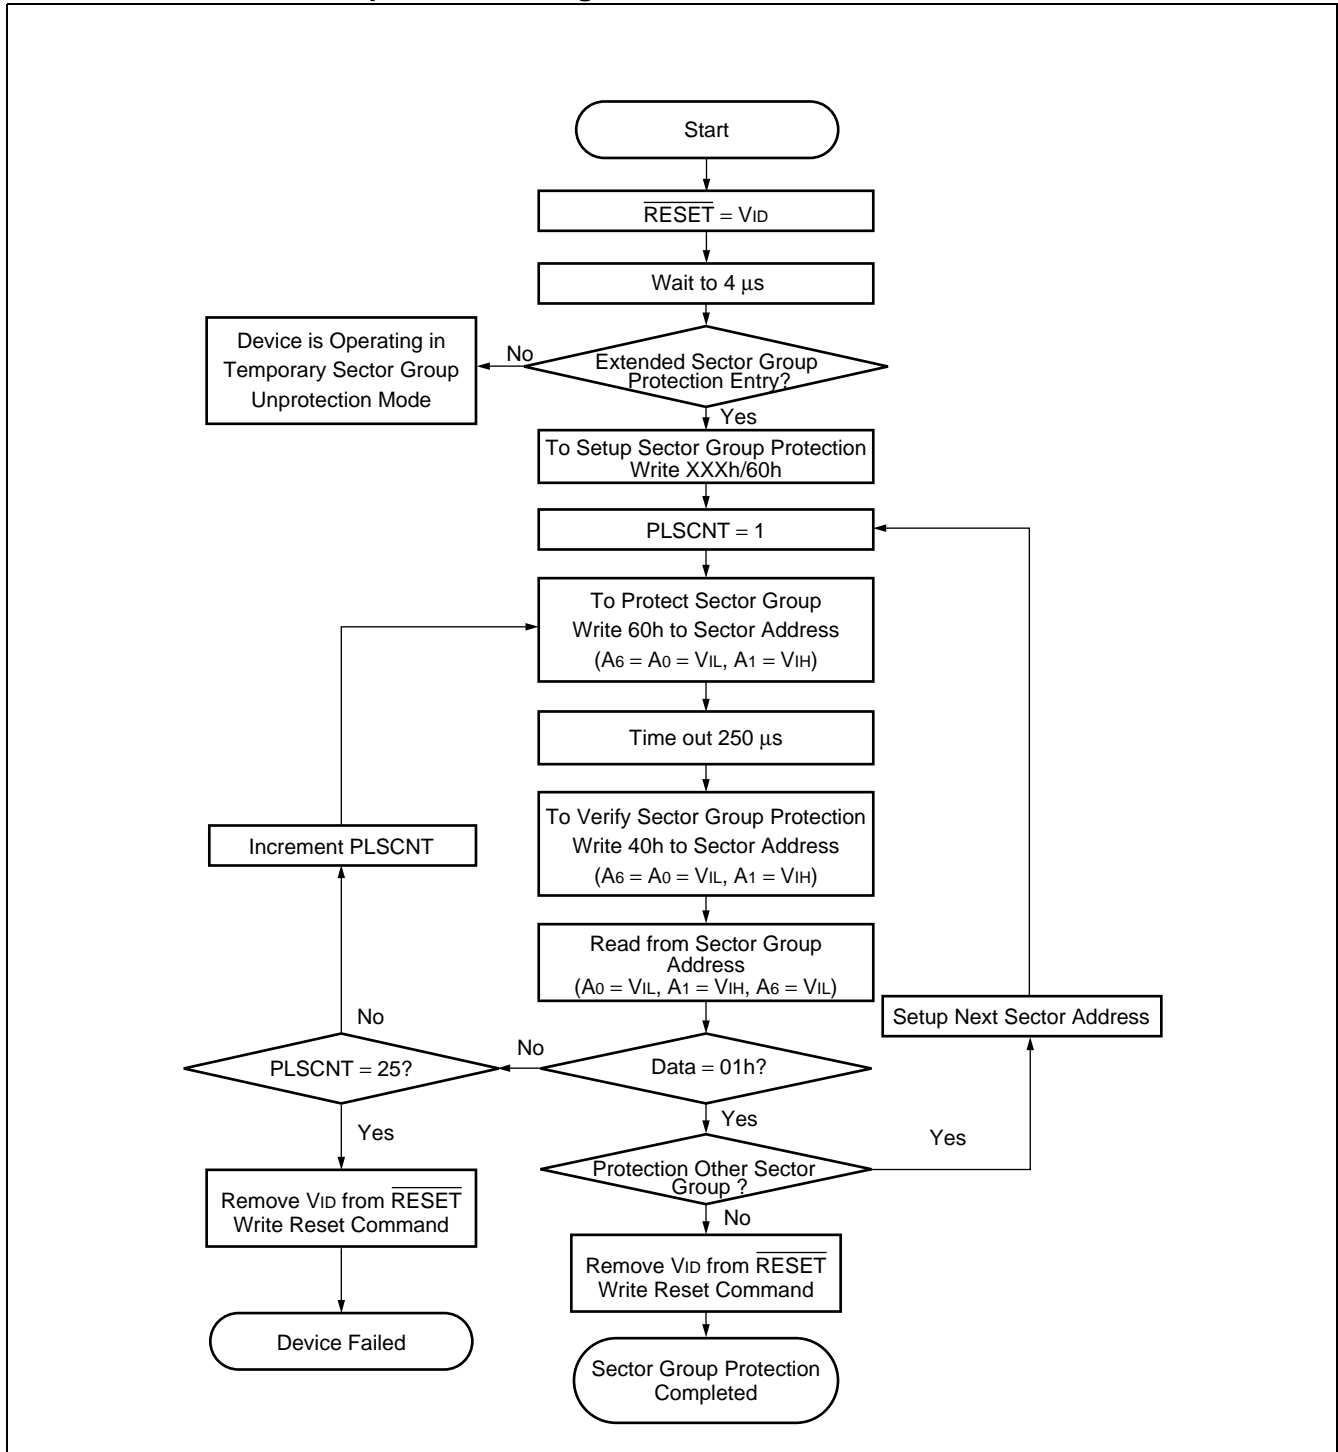 Start
RESET = VID
Wait to 4 μs
Device is Operating in
Temporary Sector Group
Unprotection Mode
No
Extended Sector Group
Protection Entry?
Yes
To Setup Sector Group Protection
Write XXXh/60h
PLSCNT = 1
To Protect Sector Group
Write 60h to Sector Address
(A6 = A0 = VIL, A1 = VIH)
Time out 250 μs
To Verify Sector Group Protection
Write 40h to Sector Address
(A6 = A0 = VIL, A1 = VIH)
Increment PLSCNT
Read from Sector Group
Address
(A0 = VIL, A1 = VIH, A6 = VIL)
Setup Next Sector Address
No
PLSCNT = 25?
No
Data = 01h?
Yes
Yes
Yes
Protection Other Sector
Group ?
No
Remove VID from RESET
Write Reset Command
Remove VID from RESET
Write Reset Command
Device Failed
Sector Group Protection
Completed